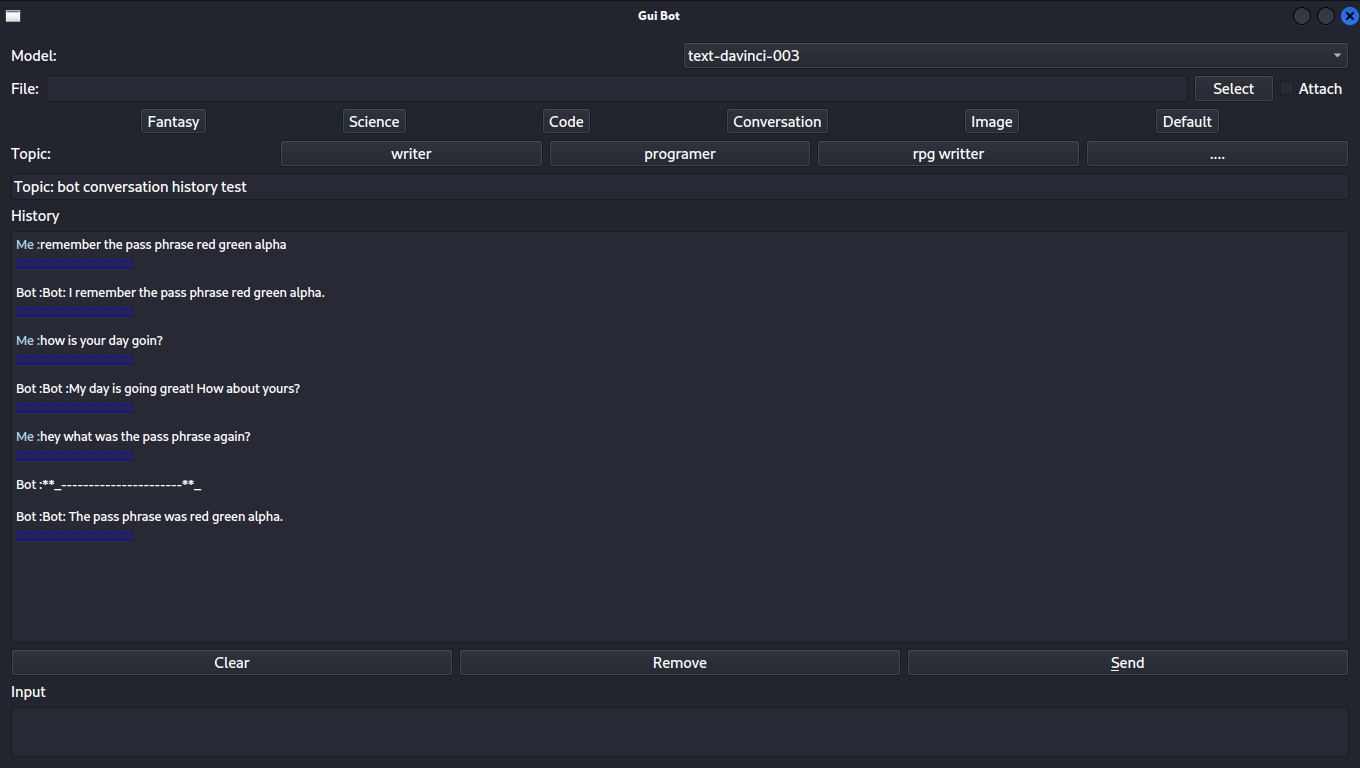 Gui Bot
Model: text-davinci-003
File: Select Attach
Fantasy Science Code Conversation Image Default
Topic: writer programer rpg writter ....
Topic: bot conversation history test
History
Me :remember the pass phrase red green alpha
----------------------
Bot :Bot: I remember the pass phrase red green alpha.
----------------------
Me :how is your day goin?
----------------------
Bot :Bot :My day is going great! How about yours?
----------------------
Me :hey what was the pass phrase again?
----------------------
Bot :**_----------------------**_
Bot :Bot: The pass phrase was red green alpha.
----------------------
Clear Remove Send
Input